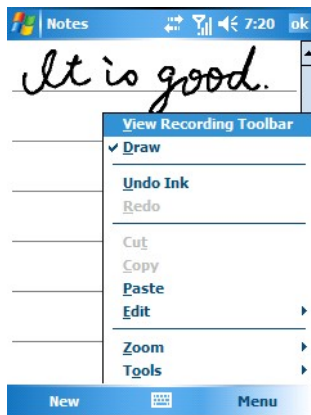 Notes 7:20 ok
It is good.
View Recording Toolbar
Draw
Undo Ink
Redo
Cut
Copy
Paste
Edit
Zoom
Tools
New Menu